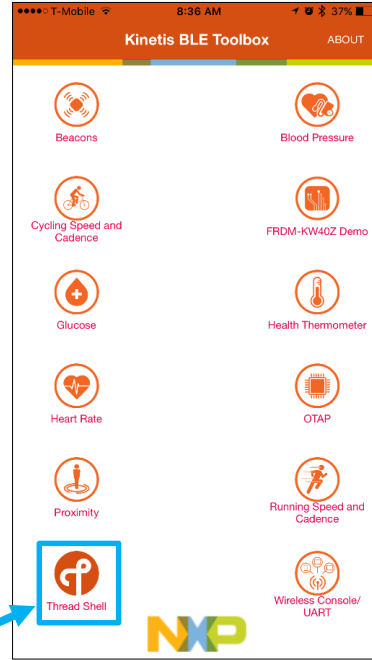 T-Mobile 8:36 AM 37%
Kinetis BLE Toolbox ABOUT
Beacons
Blood Pressure
Cycling Speed and
Cadence
FRDM-KW40Z Demo
Glucose
Health Thermometer
Heart Rate
OTAP
Proximity
Running Speed and
Cadence
Thread Shell
Wireless Console/
UART
NXP